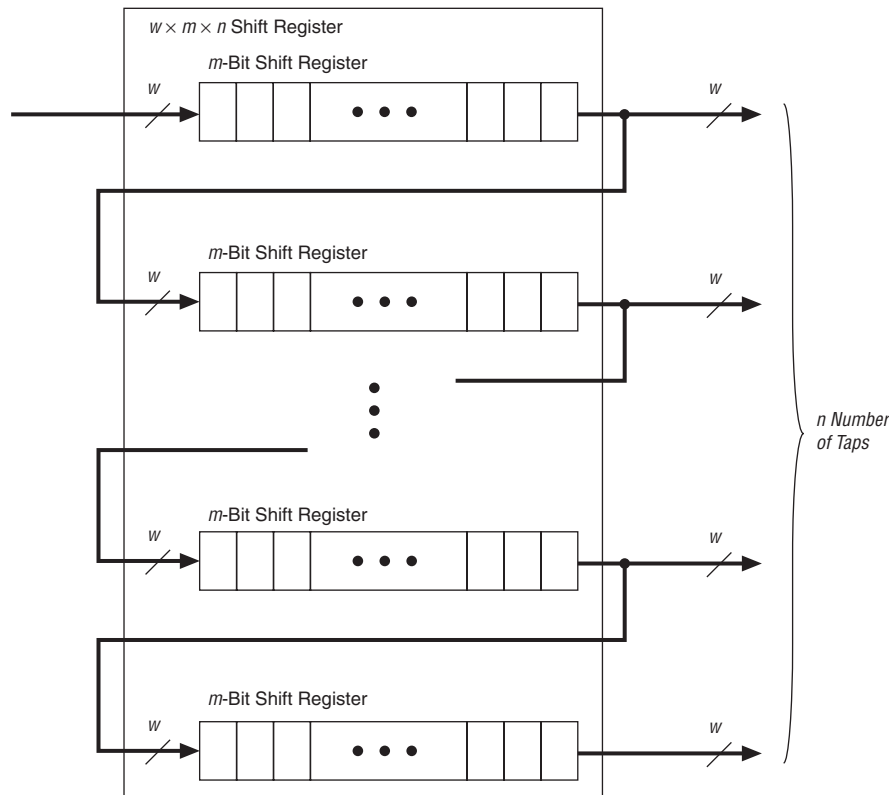 w × m × n Shift Register
m-Bit Shift Register
w
w
m-Bit Shift Register
w
w
n Number
of Taps
m-Bit Shift Register
w
w
m-Bit Shift Register
w
w